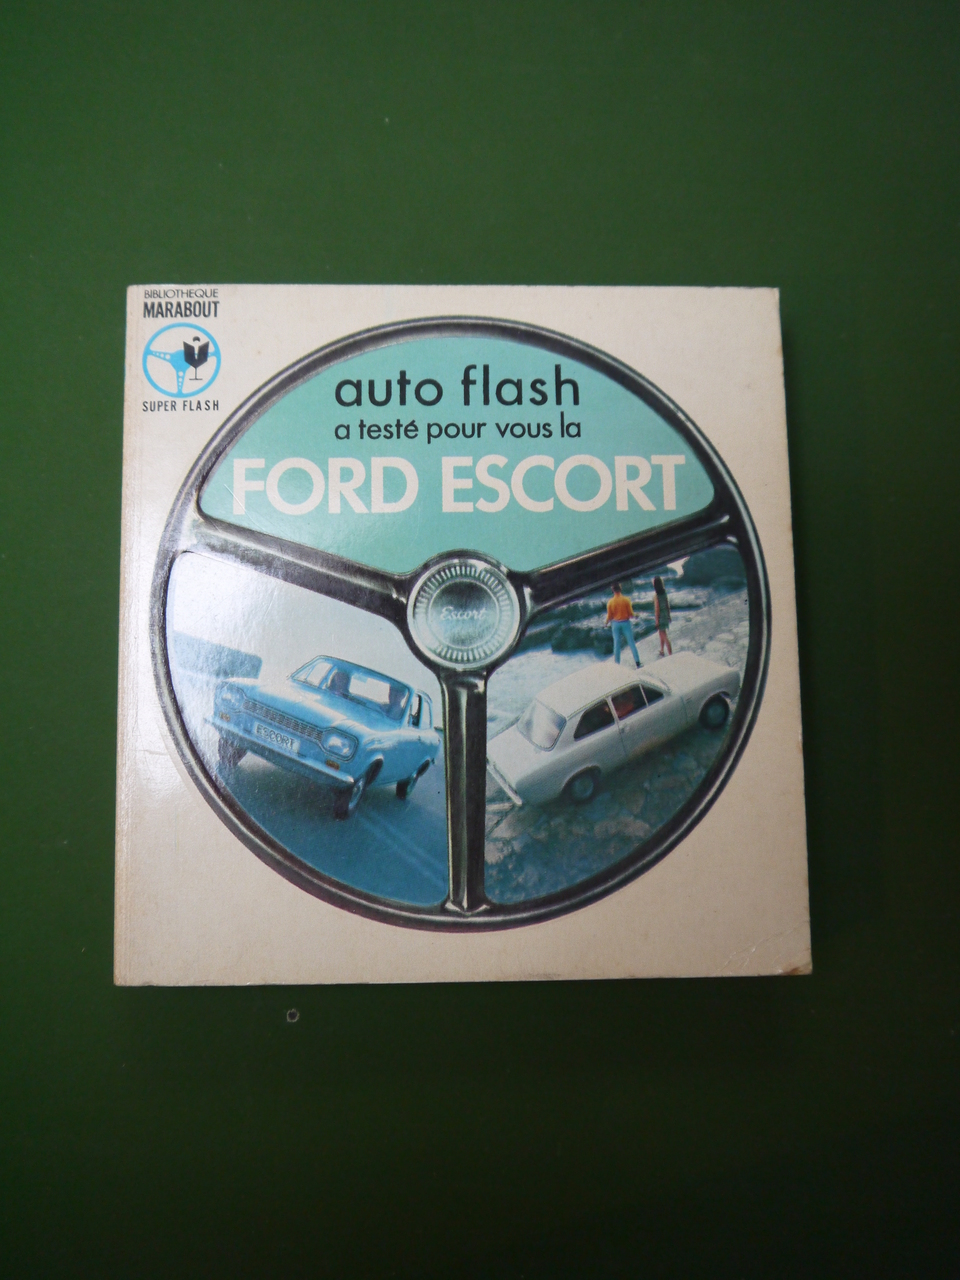 BIBLIOTHEQUE
MARABOUT
SUPER FLASH
auto flash
a testé pour vous la
FORD ESCORT
Escort
ESCORT